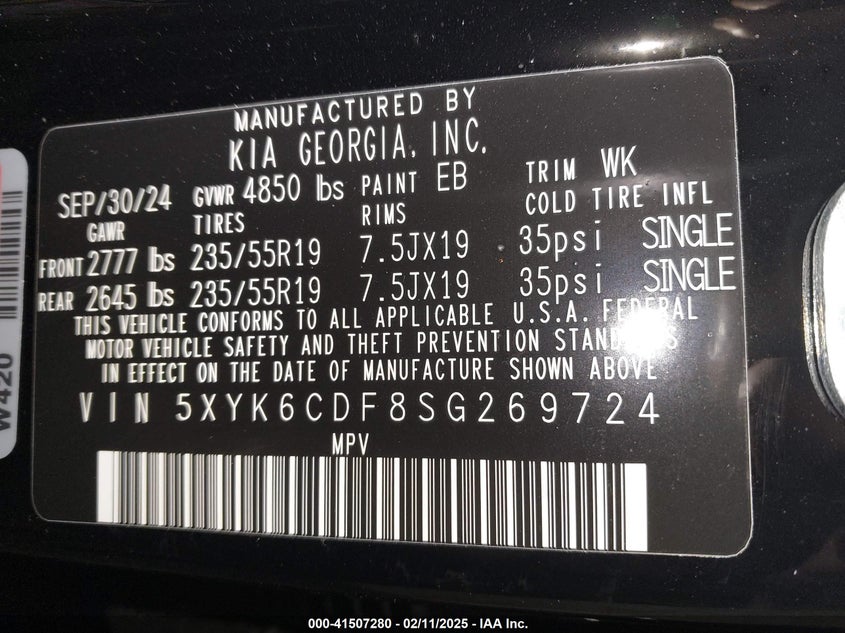 MANUFACTURED BY
KIA GEORGIA, INC.
SEP/30/24 GVWR 4850 lbs PAINT EB TRIM WK
GAWR TIRES RIMS COLD TIRE INFL
FRONT 2777 lbs 235/55R19 7.5JX19 35psi SINGLE
REAR 2645 lbs 235/55R19 7.5JX19 35psi SINGLE
THIS VEHICLE CONFORMS TO ALL APPLICABLE U.S.A. FEDERAL
MOTOR VEHICLE SAFETY AND THEFT PREVENTION STANDARDS
IN EFFECT ON THE DATE OF MANUFACTURE SHOWN ABOVE
VIN 5XYK6CDF8SG269724
MPV
W420
000-41507280 - 02/11/2025 - IAA Inc.